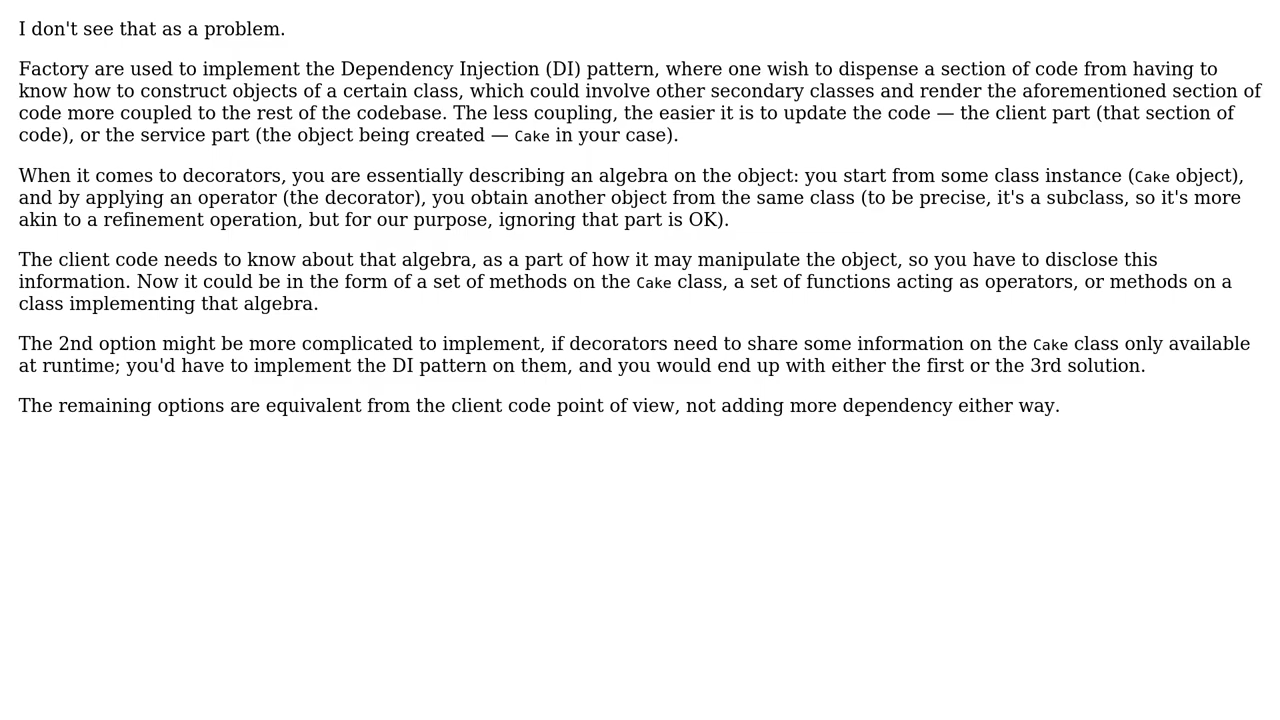 I don't see that as a problem.
Factory are used to implement the Dependency Injection (DI) pattern, where one wish to dispense a section of code from having to
know how to construct objects of a certain class, which could involve other secondary classes and render the aforementioned section of
code more coupled to the rest of the codebase. The less coupling, the easier it is to update the code — the client part (that section of
code), or the service part (the object being created — Cake in your case).
When it comes to decorators, you are essentially describing an algebra on the object: you start from some class instance (Cake object),
and by applying an operator (the decorator), you obtain another object from the same class (to be precise, it's a subclass, so it's more
akin to a refinement operation, but for our purpose, ignoring that part is OK).
The client code needs to know about that algebra, as a part of how it may manipulate the object, so you have to disclose this
information. Now it could be in the form of a set of methods on the Cake class, a set of functions acting as operators, or methods on a
class implementing that algebra.
The 2nd option might be more complicated to implement, if decorators need to share some information on the Cake class only available
at runtime; you'd have to implement the DI pattern on them, and you would end up with either the first or the 3rd solution.
The remaining options are equivalent from the client code point of view, not adding more dependency either way.